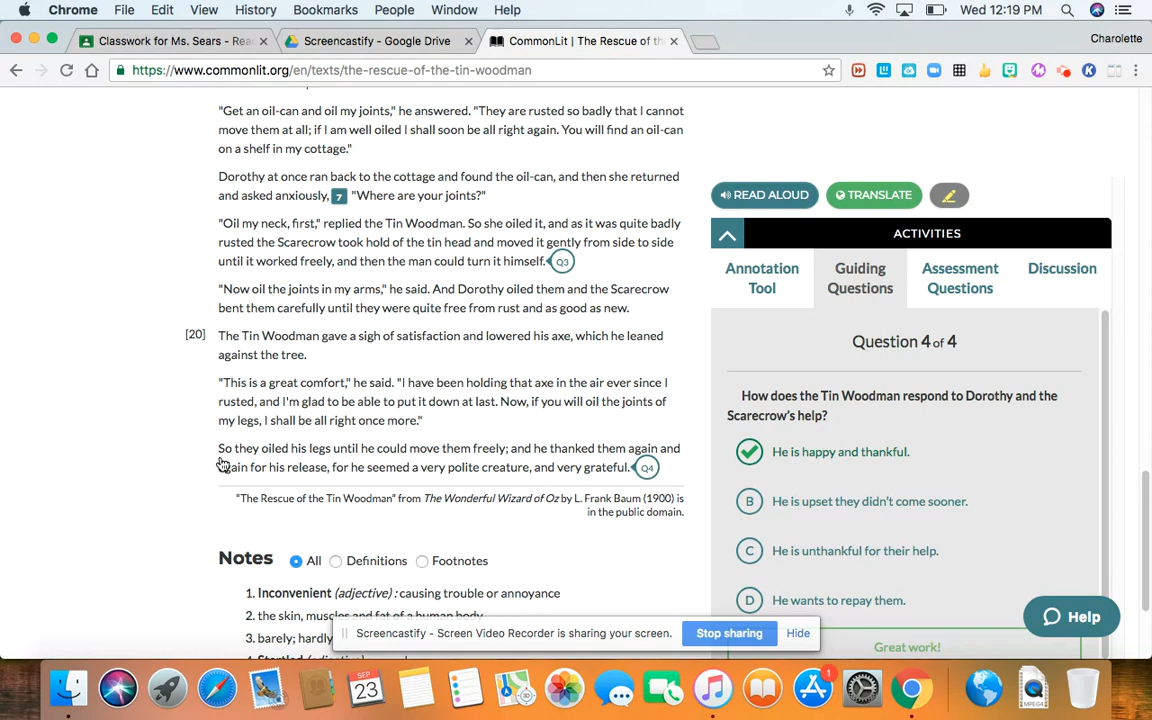 Chrome File Edit View History Bookmarks People Window Help Wed 12:19 PM
Classwork for Ms. Sears - Rea Screencastify - Google Drive CommonLit | The Rescue of th Charolette
https://www.commonlit.org/en/texts/the-rescue-of-the-tin-woodman
"Get an oil-can and oil my joints," he answered. "They are rusted so badly that I cannot
move them at all; if I am well oiled I shall soon be all right again. You will find an oil-can
on a shelf in my cottage."
Dorothy at once ran back to the cottage and found the oil-can, and then she returned
and asked anxiously, 7 "Where are your joints?"
"Oil my neck, first," replied the Tin Woodman. So she oiled it, and as it was quite badly
rusted the Scarecrow took hold of the tin head and moved it gently from side to side
until it worked freely, and then the man could turn it himself. Q3
"Now oil the joints in my arms," he said. And Dorothy oiled them and the Scarecrow
bent them carefully until they were quite free from rust and as good as new.
[20] The Tin Woodman gave a sigh of satisfaction and lowered his axe, which he leaned
against the tree.
"This is a great comfort," he said. "I have been holding that axe in the air ever since I
rusted, and I'm glad to be able to put it down at last. Now, if you will oil the joints of
my legs, I shall be all right once more."
So they oiled his legs until he could move them freely; and he thanked them again and
again for his release, for he seemed a very polite creature, and very grateful. Q4
"The Rescue of the Tin Woodman" from The Wonderful Wizard of Oz by L. Frank Baum (1900) is
in the public domain.
Notes All Definitions Footnotes
1. Inconvenient (adjective) : causing trouble or annoyance
2. the skin, muscles and fat of a human body
3. barely; hardly
READ ALOUD TRANSLATE
ACTIVITIES
Annotation Tool
Guiding Questions
Assessment Questions
Discussion
Question 4 of 4
How does the Tin Woodman respond to Dorothy and the
Scarecrow's help?
He is happy and thankful.
B He is upset they didn't come sooner.
C He is unthankful for their help.
D He wants to repay them.
Great work!
Help
Screencastify - Screen Video Recorder is sharing your screen. Stop sharing Hide
SEP
23
1